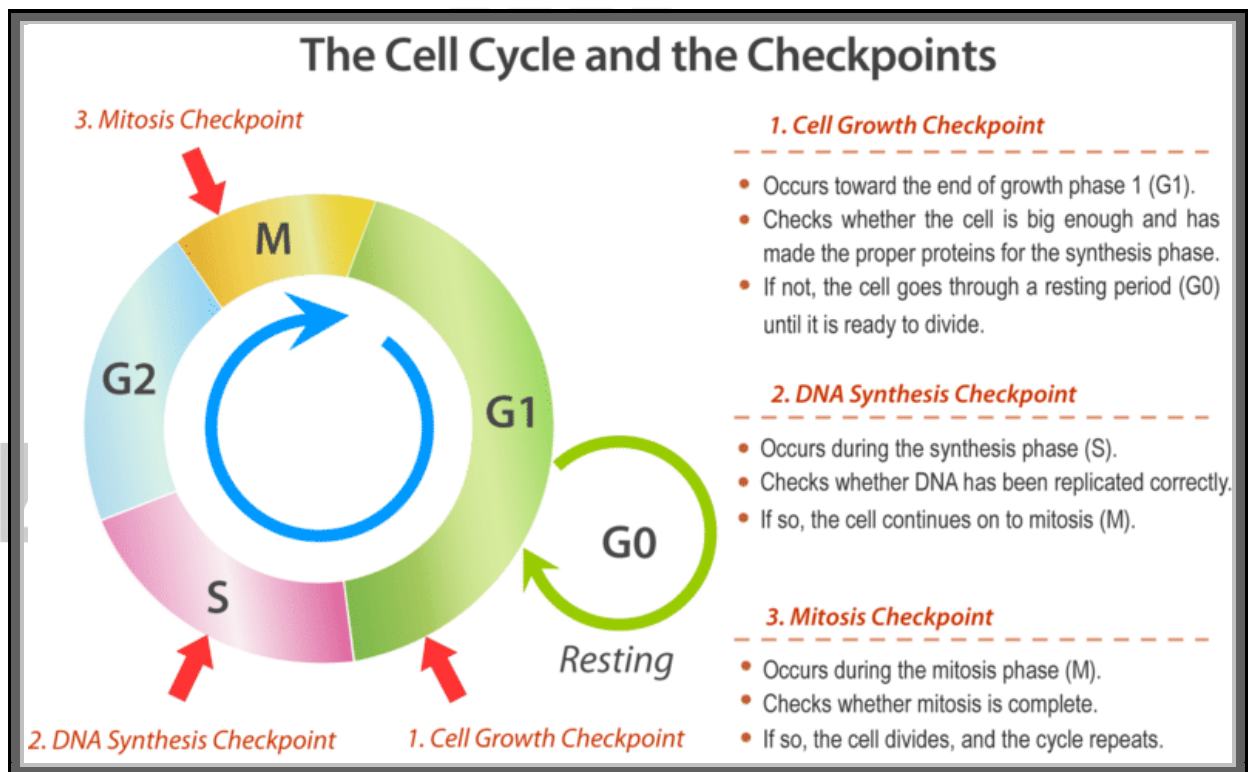 The Cell Cycle and the Checkpoints
3. Mitosis Checkpoint
M
G2
G1
S
G0
Resting
2. DNA Synthesis Checkpoint
1. Cell Growth Checkpoint
1. Cell Growth Checkpoint
• Occurs toward the end of growth phase 1 (G1).
• Checks whether the cell is big enough and has
made the proper proteins for the synthesis phase.
• If not, the cell goes through a resting period (G0)
until it is ready to divide.
2. DNA Synthesis Checkpoint
• Occurs during the synthesis phase (S).
• Checks whether DNA has been replicated correctly.
• If so, the cell continues on to mitosis (M).
3. Mitosis Checkpoint
• Occurs during the mitosis phase (M).
• Checks whether mitosis is complete.
• If so, the cell divides, and the cycle repeats.